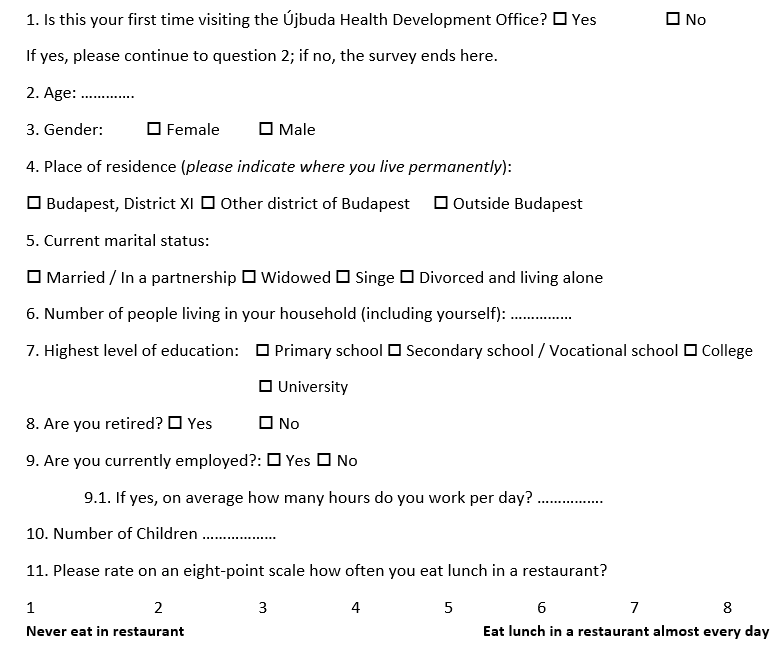 1. Is this your first time visiting the Újbuda Health Development Office? ☐ Yes ☐ No
If yes, please continue to question 2; if no, the survey ends here.
2. Age: ………….
3. Gender: ☐ Female ☐ Male
4. Place of residence (please indicate where you live permanently):
☐ Budapest, District XI ☐ Other district of Budapest ☐ Outside Budapest
5. Current marital status:
☐ Married / In a partnership ☐ Widowed ☐ Singe ☐ Divorced and living alone
6. Number of people living in your household (including yourself): ……………
7. Highest level of education: ☐ Primary school ☐ Secondary school / Vocational school ☐ College
☐ University
8. Are you retired? ☐ Yes ☐ No
9. Are you currently employed?: ☐ Yes ☐ No
9.1. If yes, on average how many hours do you work per day? …………….
10. Number of Children ………………
11. Please rate on an eight-point scale how often you eat lunch in a restaurant?
1 2 3 4 5 6 7 8
Never eat in restaurant Eat lunch in a restaurant almost every day